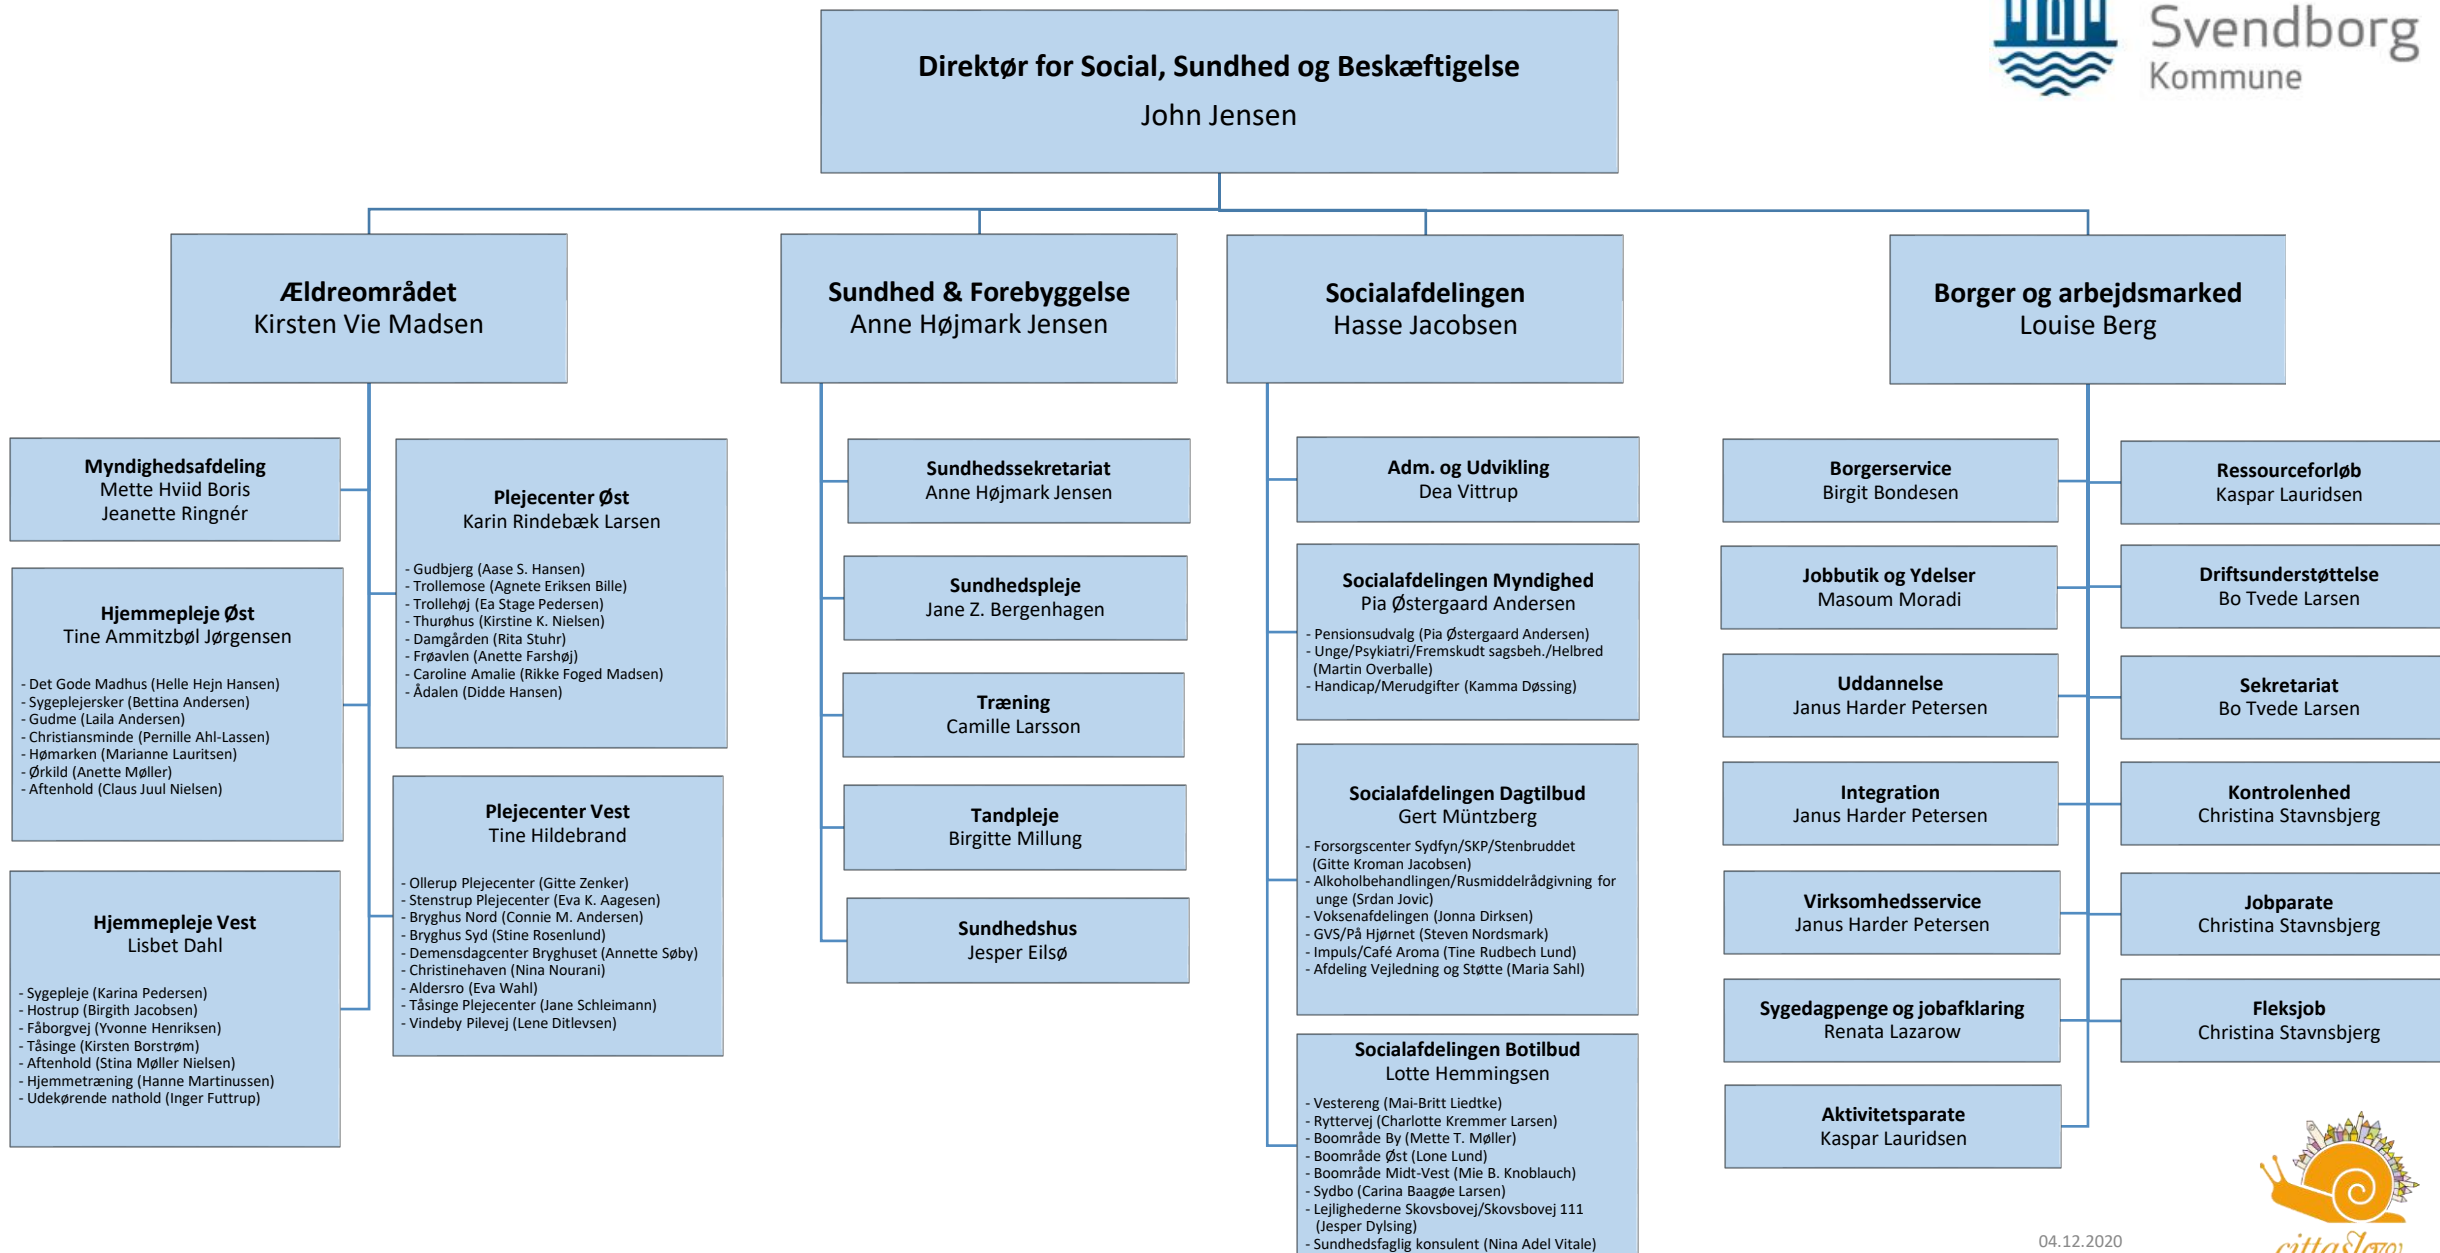 Svendborg
Kommune
Direktør for Social, Sundhed og Beskæftigelse
John Jensen
Ældreområdet
Kirsten Vie Madsen
Sundhed & Forebyggelse
Anne Højmark Jensen
Socialafdelingen
Hasse Jacobsen
Borger og arbejdsmarked
Louise Berg
Myndighedsafdeling
Mette Hviid Boris
Jeanette Ringnér
Hjemmepleje Øst
Tine Ammitzbøl Jørgensen
- Det Gode Madhus (Helle Hejn Hansen)
- Sygeplejersker (Bettina Andersen)
- Gudme (Laila Andersen)
- Christiansminde (Pernille Ahl-Lassen)
- Hømarken (Marianne Lauritsen)
- Ørkild (Anette Møller)
- Aftenhold (Claus Juul Nielsen)
Hjemmepleje Vest
Lisbet Dahl
- Sygepleje (Karina Pedersen)
- Hostrup (Birgith Jacobsen)
- Fåborgvej (Yvonne Henriksen)
- Tåsinge (Kirsten Borstrøm)
- Aftenhold (Stina Møller Nielsen)
- Hjemmetræning (Hanne Martinussen)
- Udekørende nathold (Inger Futtrup)
Plejecenter Øst
Karin Rindebæk Larsen
- Gudbjerg (Aase S. Hansen)
- Trollemose (Agnete Eriksen Bille)
- Trollehøj (Ea Stage Pedersen)
- Thurøhus (Kirstine K. Nielsen)
- Damgården (Rita Stuhr)
- Frøavlen (Anette Farshøj)
- Caroline Amalie (Rikke Foged Madsen)
- Ådalen (Didde Hansen)
Plejecenter Vest
Tine Hildebrand
- Ollerup Plejecenter (Gitte Zenker)
- Stenstrup Plejecenter (Eva K. Aagesen)
- Bryghus Nord (Connie M. Andersen)
- Bryghus Syd (Stine Rosenlund)
- Demensdagcenter Bryghuset (Annette Søby)
- Christinehaven (Nina Nourani)
- Aldersro (Eva Wahl)
- Tåsinge Plejecenter (Jane Schleimann)
- Vindeby Pilevej (Lene Ditlevsen)
Sundhedssekretariat
Anne Højmark Jensen
Sundhedspleje
Jane Z. Bergenhagen
Træning
Camille Larsson
Tandpleje
Birgitte Millung
Sundhedshus
Jesper Eilsø
Adm. og Udvikling
Dea Vittrup
Socialafdelingen Myndighed
Pia Østergaard Andersen
- Pensionsudvalg (Pia Østergaard Andersen)
- Unge/Psykiatri/Fremskudt sagsbeh./Helbred
(Martin Overballe)
- Handicap/Merudgifter (Kamma Døssing)
Socialafdelingen Dagtilbud
Gert Müntzberg
- Forsorgscenter Sydfyn/SKP/Stenbruddet
(Gitte Kroman Jacobsen)
- Alkoholbehandlingen/Rusmiddelrådgivning for
unge (Srdan Jovic)
- Voksenafdelingen (Jonna Dirksen)
- GVS/På Hjørnet (Steven Nordsmark)
- Impuls/Café Aroma (Tine Rudbech Lund)
- Afdeling Vejledning og Støtte (Maria Sahl)
Socialafdelingen Botilbud
Lotte Hemmingsen
- Vestereng (Mai-Britt Liedtke)
- Ryttervej (Charlotte Kremmer Larsen)
- Boområde By (Mette T. Møller)
- Boområde Øst (Lone Lund)
- Boområde Midt-Vest (Mie B. Knoblauch)
- Sydbo (Carina Baagøe Larsen)
- Lejlighederne Skovsbovej/Skovsbovej 111
(Jesper Dylsing)
- Sundhedsfaglig konsulent (Nina Adel Vitale)
Borgerservice
Birgit Bondesen
Jobbutik og Ydelser
Masoum Moradi
Uddannelse
Janus Harder Petersen
Integration
Janus Harder Petersen
Virksomhedsservice
Janus Harder Petersen
Sygedagpenge og jobafklaring
Renata Lazarow
Aktivitetsparate
Kaspar Lauridsen
Ressourceforløb
Kaspar Lauridsen
Driftsunderstøttelse
Bo Tvede Larsen
Sekretariat
Bo Tvede Larsen
Kontrolenhed
Christina Stavnsbjerg
Jobparate
Christina Stavnsbjerg
Fleksjob
Christina Stavnsbjerg
04.12.2020
cittaslow